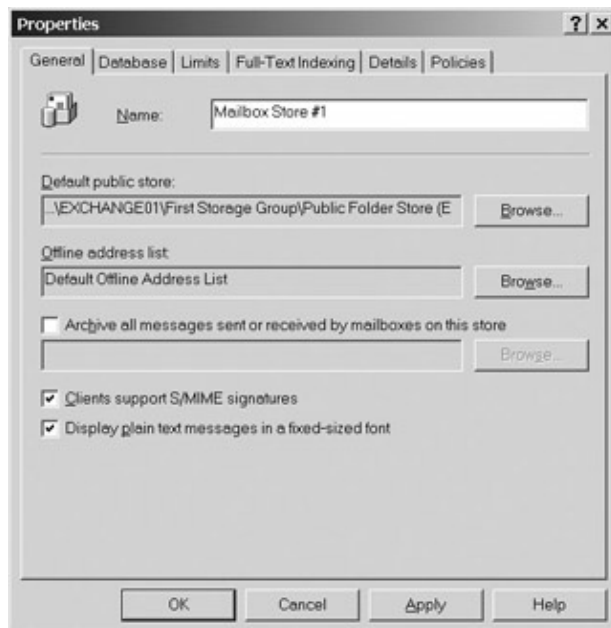 Properties ? ×
General Database Limits Full-Text Indexing Details Policies
Name: Mailbox Store #1
Default public store:
...\EXCHANGE01\First Storage Group\Public Folder Store (E Browse...
Offline address list:
Default Offline Address List Browse...
Archive all messages sent or received by mailboxes on this store
Browse...
Clients support S/MIME signatures
Display plain text messages in a fixed-sized font
OK Cancel Apply Help